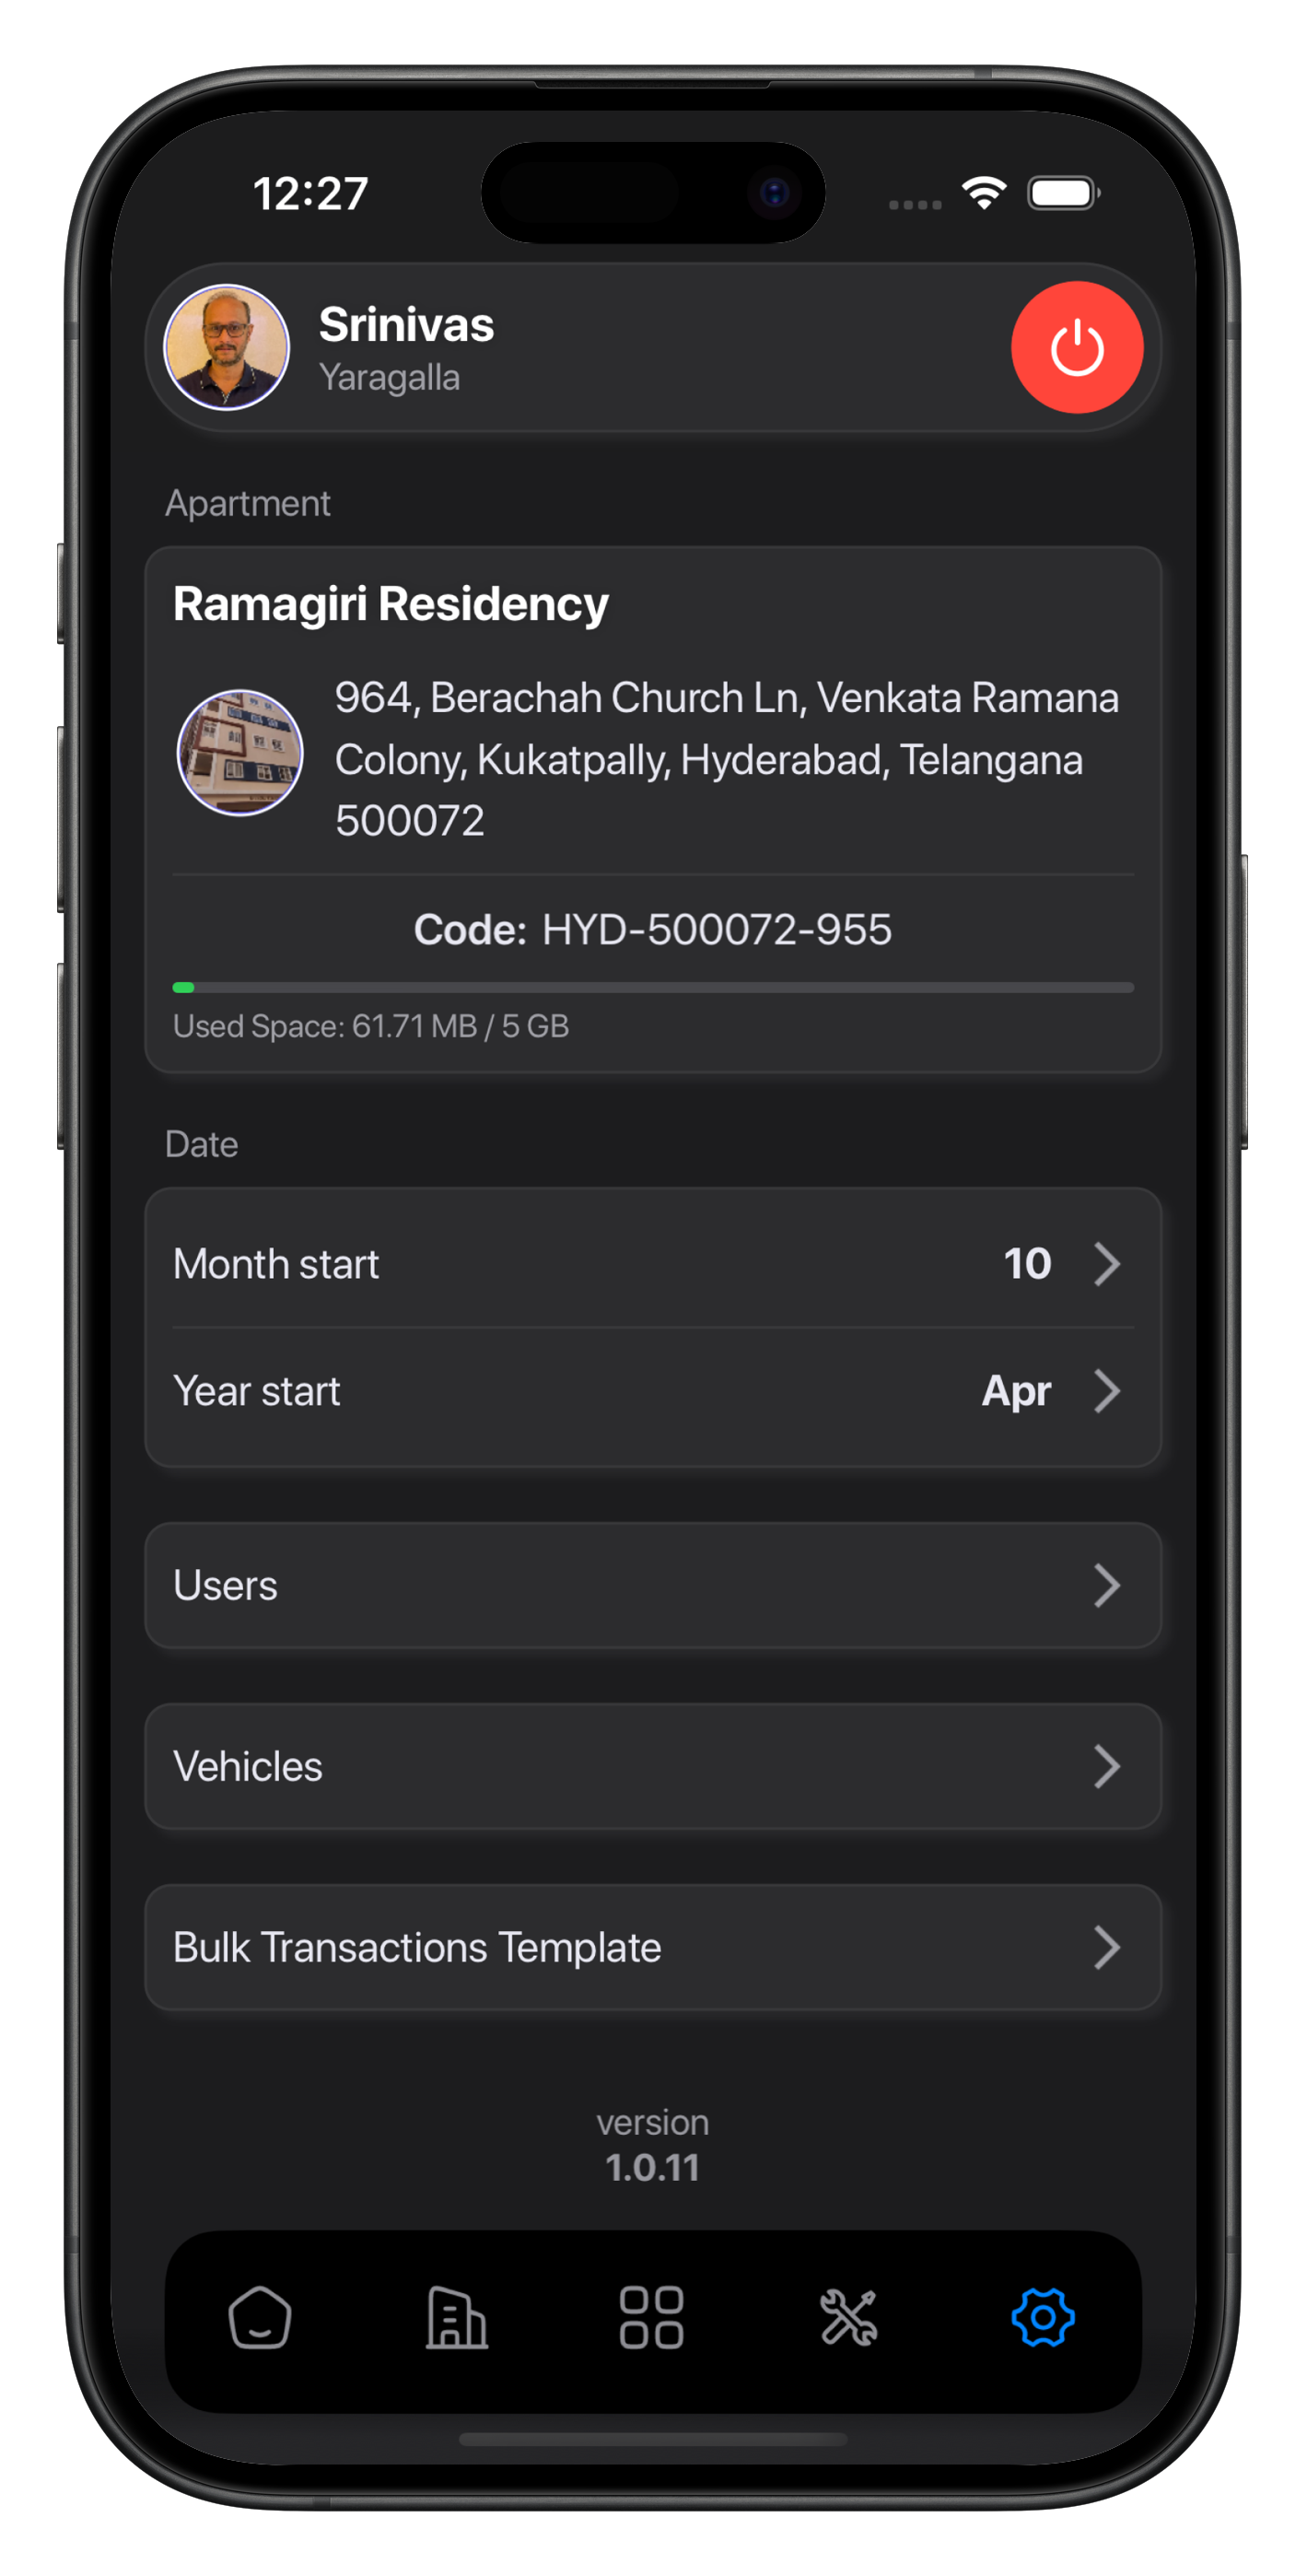 12:27
Srinivas
Yaragalla
Apartment
Ramagiri Residency
964, Berachah Church Ln, Venkata Ramana
Colony, Kukatpally, Hyderabad, Telangana
500072
Code: HYD-500072-955
Used Space: 61.71 MB / 5 GB
Date
Month start 10
Year start Apr
Users
Vehicles
Bulk Transactions Template
version
1.0.11